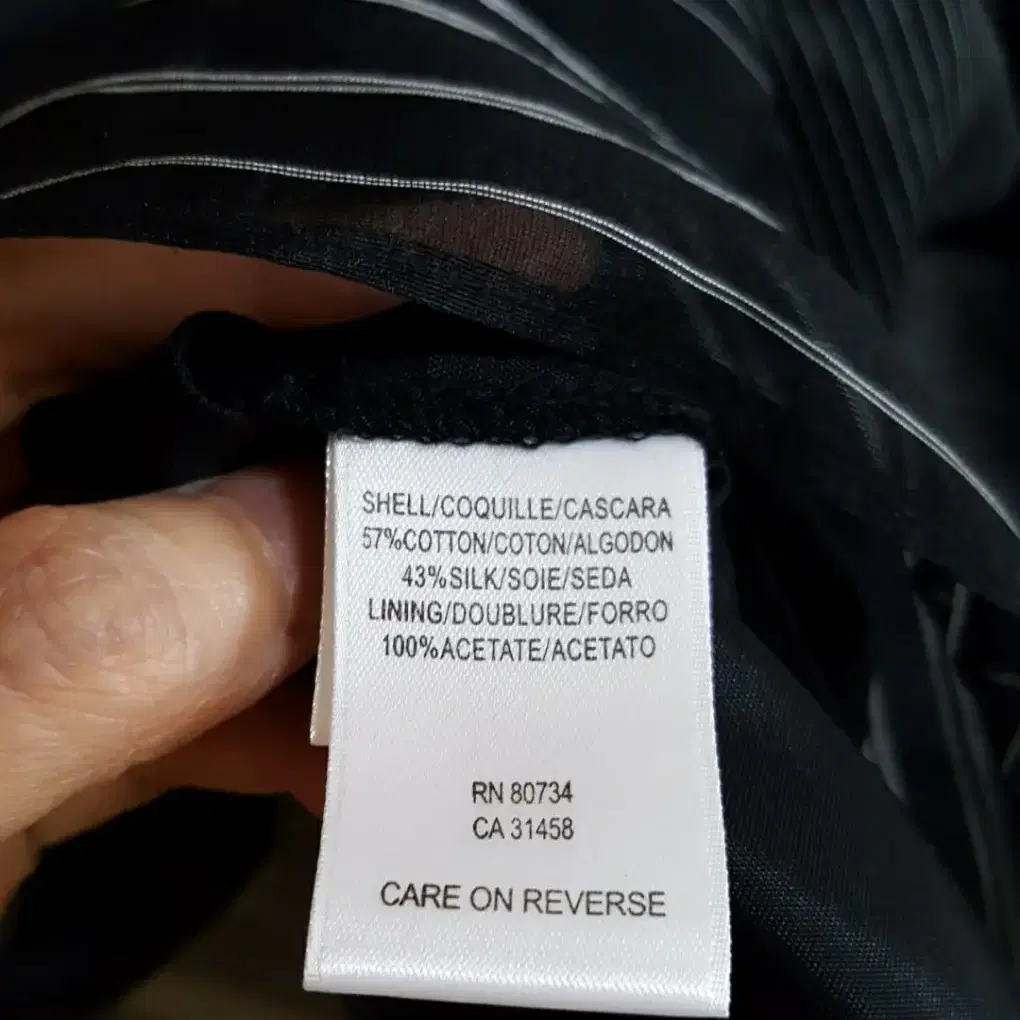 SHELL/COQUILLE/CASCARA
57%COTTON/COTON/ALGODON
43%SILK/SOIE/SEDA
LINING/DOUBLURE/FORRO
100%ACETATE/ACETATO
RN 80734
CA 31458
CARE ON REVERSE